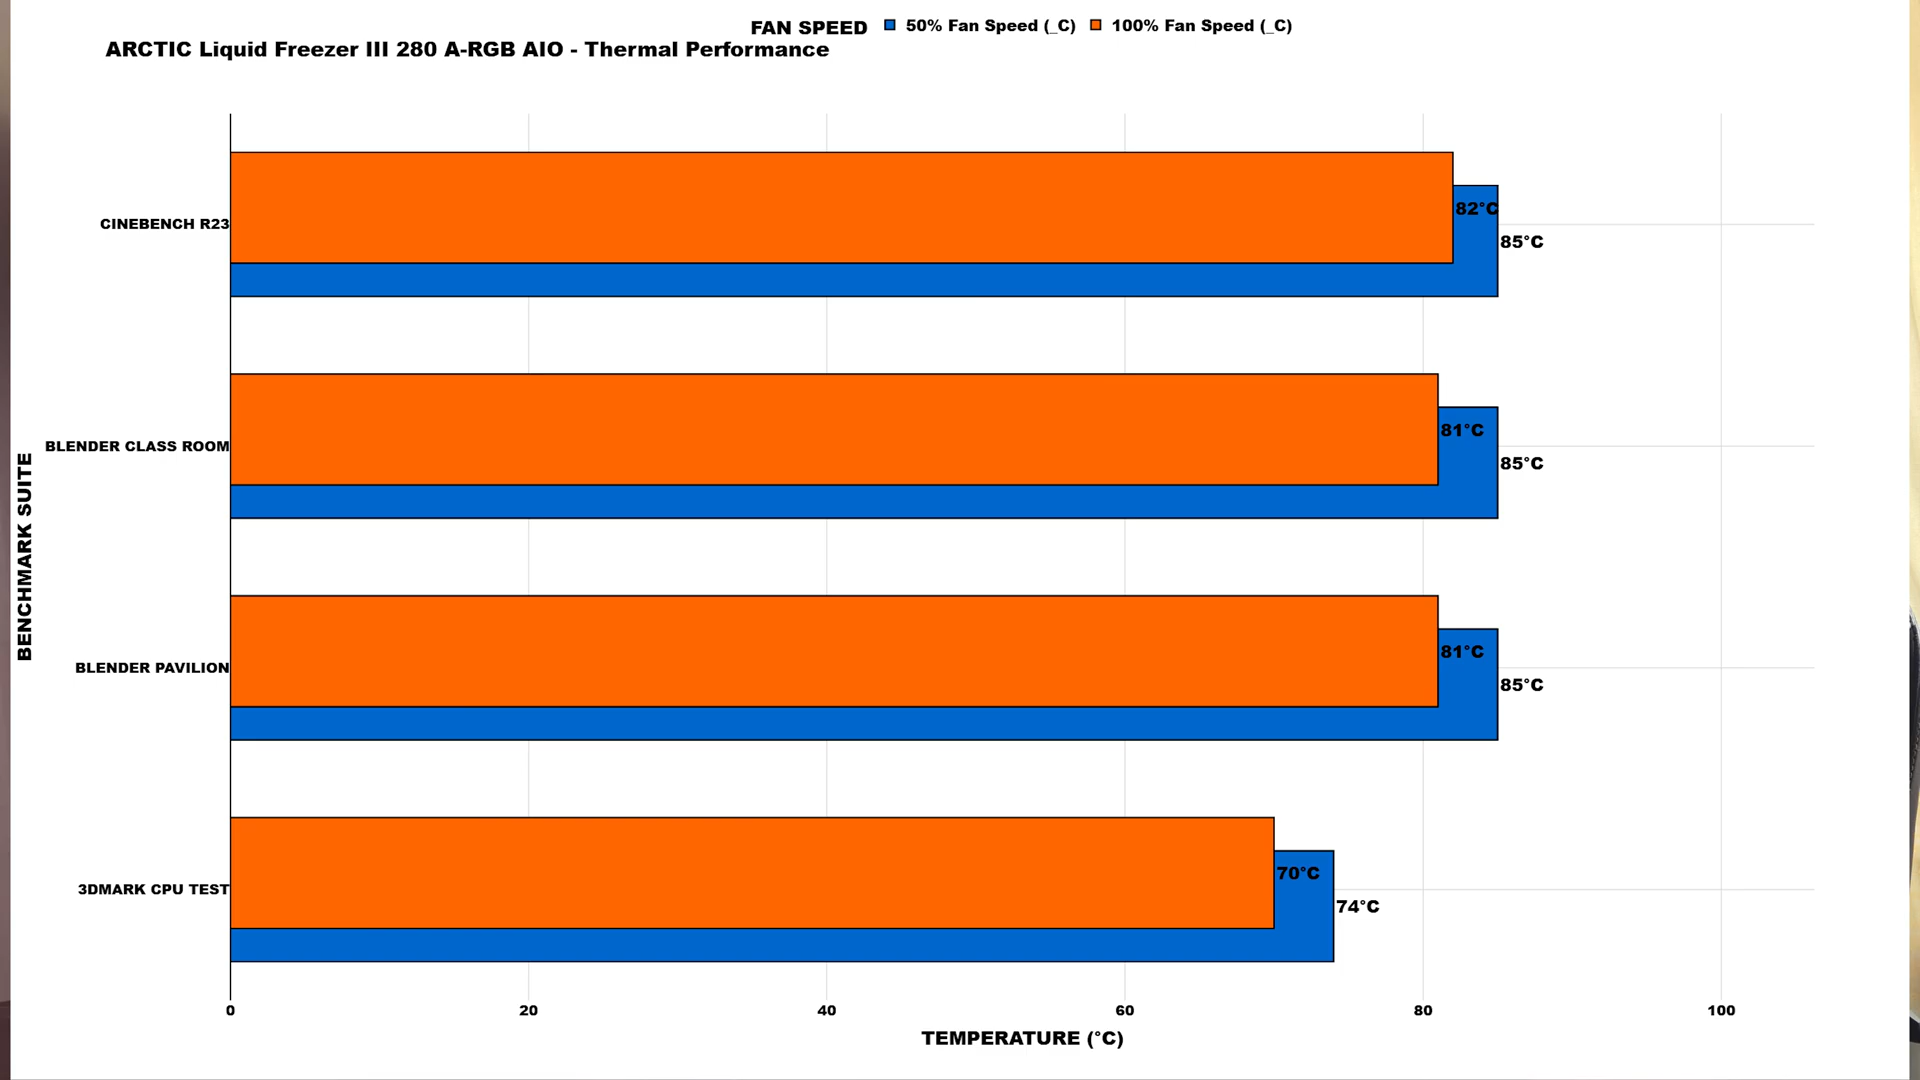 FAN SPEED 50% Fan Speed (_C) 100% Fan Speed (_C)
ARCTIC Liquid Freezer III 280 A-RGB AIO - Thermal Performance
BENCHMARK SUITE
CINEBENCH R23
82°C
85°C
BLENDER CLASS ROOM
81°C
85°C
BLENDER PAVILION
81°C
85°C
3DMARK CPU TEST
70°C
74°C
0 20 40 60 80 100
TEMPERATURE (°C)